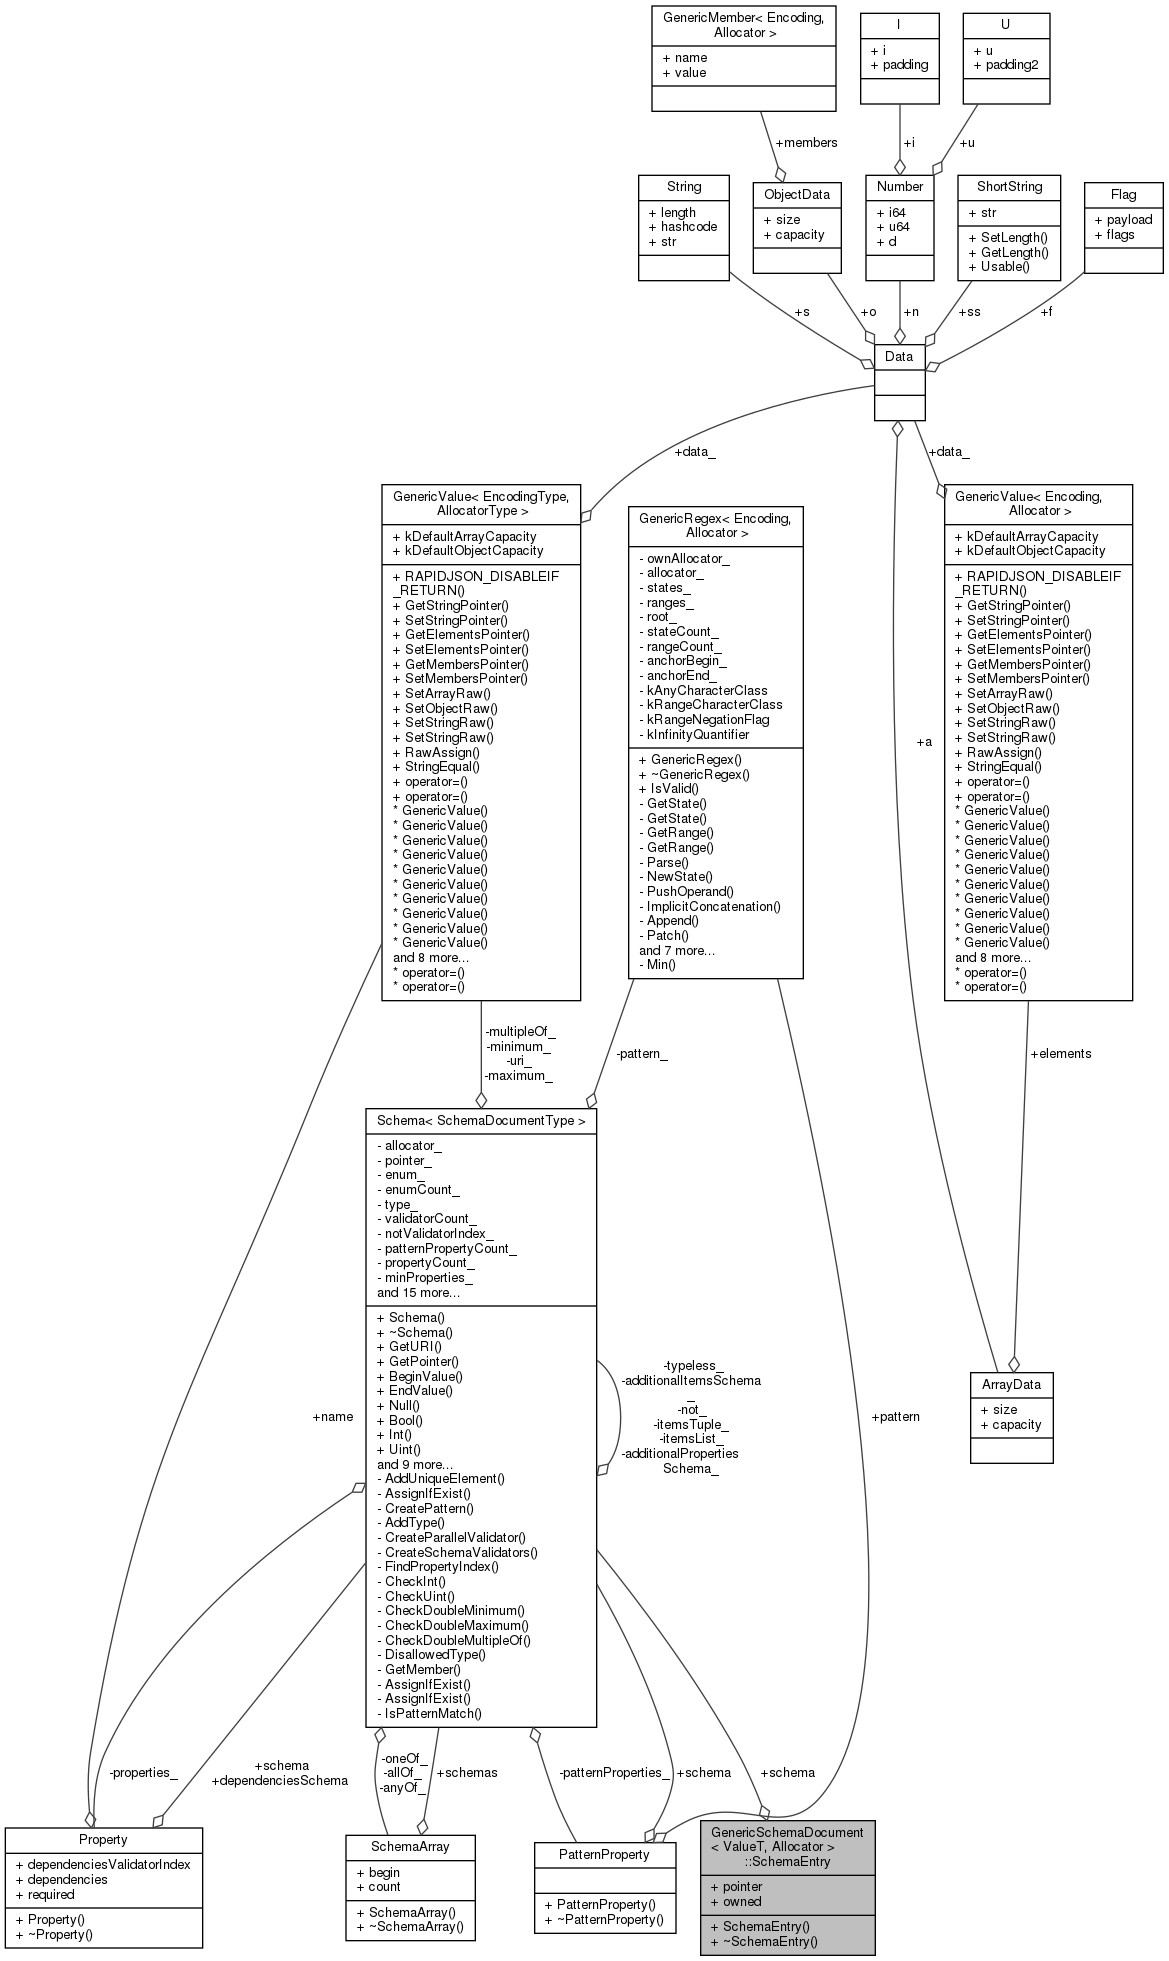 GenericMember< Encoding,
Allocator >
+ name
+ value
I
+ i
+ padding
U
+ u
+ padding2
+members
+i
+u
String
+ length
+ hashcode
+ str
ObjectData
+ size
+ capacity
Number
+ i64
+ u64
+ d
ShortString
+ str
+ SetLength()
+ GetLength()
+ Usable()
Flag
+ payload
+ flags
+s
+o
+n
+ss
+f
Data
+data_
+data_
GenericValue< EncodingType,
AllocatorType >
+ kDefaultArrayCapacity
+ kDefaultObjectCapacity
+ RAPIDJSON_DISABLEIF
_RETURN()
+ GetStringPointer()
+ SetStringPointer()
+ GetElementsPointer()
+ SetElementsPointer()
+ GetMembersPointer()
+ SetMembersPointer()
+ SetArrayRaw()
+ SetObjectRaw()
+ SetStringRaw()
+ SetStringRaw()
+ RawAssign()
+ StringEqual()
+ operator=()
+ operator=()
* GenericValue()
* GenericValue()
* GenericValue()
* GenericValue()
* GenericValue()
* GenericValue()
* GenericValue()
* GenericValue()
* GenericValue()
* GenericValue()
and 8 more...
* operator=()
* operator=()
GenericRegex< Encoding,
Allocator >
- ownAllocator_
- allocator_
- states_
- ranges_
- root_
- stateCount_
- rangeCount_
- anchorBegin_
- anchorEnd_
- kAnyCharacterClass
- kRangeCharacterClass
- kRangeNegationFlag
- kInfinityQuantifier
+ GenericRegex()
+ ~GenericRegex()
+ IsValid()
- GetState()
- GetState()
- GetRange()
- GetRange()
- Parse()
- NewState()
- PushOperand()
- ImplicitConcatenation()
- Append()
- Patch()
and 7 more...
- Min()
+a
GenericValue< Encoding,
Allocator >
+ kDefaultArrayCapacity
+ kDefaultObjectCapacity
+ RAPIDJSON_DISABLEIF
_RETURN()
+ GetStringPointer()
+ SetStringPointer()
+ GetElementsPointer()
+ SetElementsPointer()
+ GetMembersPointer()
+ SetMembersPointer()
+ SetArrayRaw()
+ SetObjectRaw()
+ SetStringRaw()
+ SetStringRaw()
+ RawAssign()
+ StringEqual()
+ operator=()
+ operator=()
* GenericValue()
* GenericValue()
* GenericValue()
* GenericValue()
* GenericValue()
* GenericValue()
* GenericValue()
* GenericValue()
* GenericValue()
* GenericValue()
and 8 more...
* operator=()
* operator=()
-multipleOf_
-minimum_
-uri_
-maximum_
-pattern_
+elements
Schema< SchemaDocumentType >
- allocator_
- pointer_
- enum_
- enumCount_
- type_
- validatorCount_
- notValidatorIndex_
- patternPropertyCount_
- propertyCount_
- minProperties_
and 15 more...
+ Schema()
+ ~Schema()
+ GetURI()
+ GetPointer()
+ BeginValue()
+ EndValue()
+ Null()
+ Bool()
+ Int()
+ Uint()
and 9 more...
- AddUniqueElement()
- AssignIfExist()
- CreatePattern()
- AddType()
- CreateParallelValidator()
- CreateSchemaValidators()
- FindPropertyIndex()
- CheckInt()
- CheckUint()
- CheckDoubleMinimum()
- CheckDoubleMaximum()
- CheckDoubleMultipleOf()
- DisallowedType()
- GetMember()
- AssignIfExist()
- AssignIfExist()
- IsPatternMatch()
-typeless_
-additionalItemsSchema
_
-not_
-itemsTuple_
-itemsList_
-additionalProperties
Schema_
+name
+pattern
ArrayData
+ size
+ capacity
-properties_
+schema
+dependenciesSchema
-oneOf_
-allOf_
-anyOf_
+schemas
-patternProperties_
+schema
+schema
Property
+ dependenciesValidatorIndex
+ dependencies
+ required
+ Property()
+ ~Property()
SchemaArray
+ begin
+ count
+ SchemaArray()
+ ~SchemaArray()
PatternProperty
+ PatternProperty()
+ ~PatternProperty()
GenericSchemaDocument
< ValueT, Allocator >
::SchemaEntry
+ pointer
+ owned
+ SchemaEntry()
+ ~SchemaEntry()